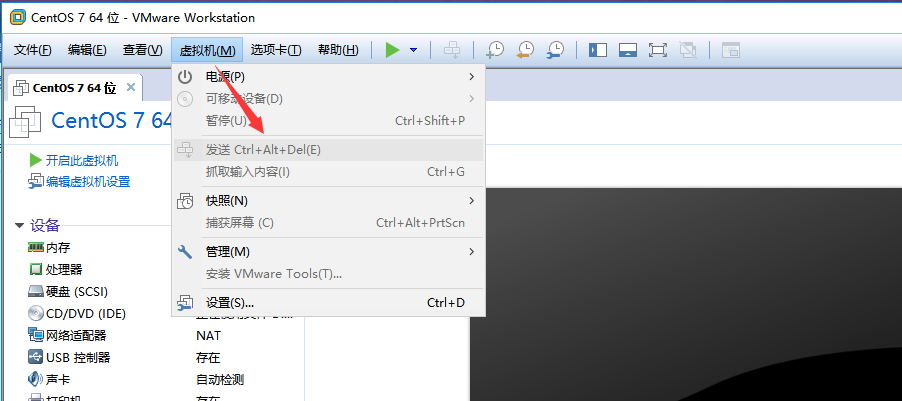 CentOS 7 64 位 - VMware Workstation
文件(F) 编辑(E) 查看(V) 虚拟机(M) 选项卡(T) 帮助(H)
CentOS 7 64 位
CentOS 7 64
开启此虚拟机
编辑虚拟机设置
设备
内存
处理器
硬盘 (SCSI)
CD/DVD (IDE)
网络适配器 NAT
USB 控制器 存在
声卡 自动检测
打印机 存在
电源(P)
可移动设备(D)
暂停(U) Ctrl+Shift+P
发送 Ctrl+Alt+Del(E)
抓取输入内容(I) Ctrl+G
快照(N)
捕获屏幕 (C) Ctrl+Alt+PrtScn
管理(M)
安装 VMware Tools(T)...
设置(S)... Ctrl+D